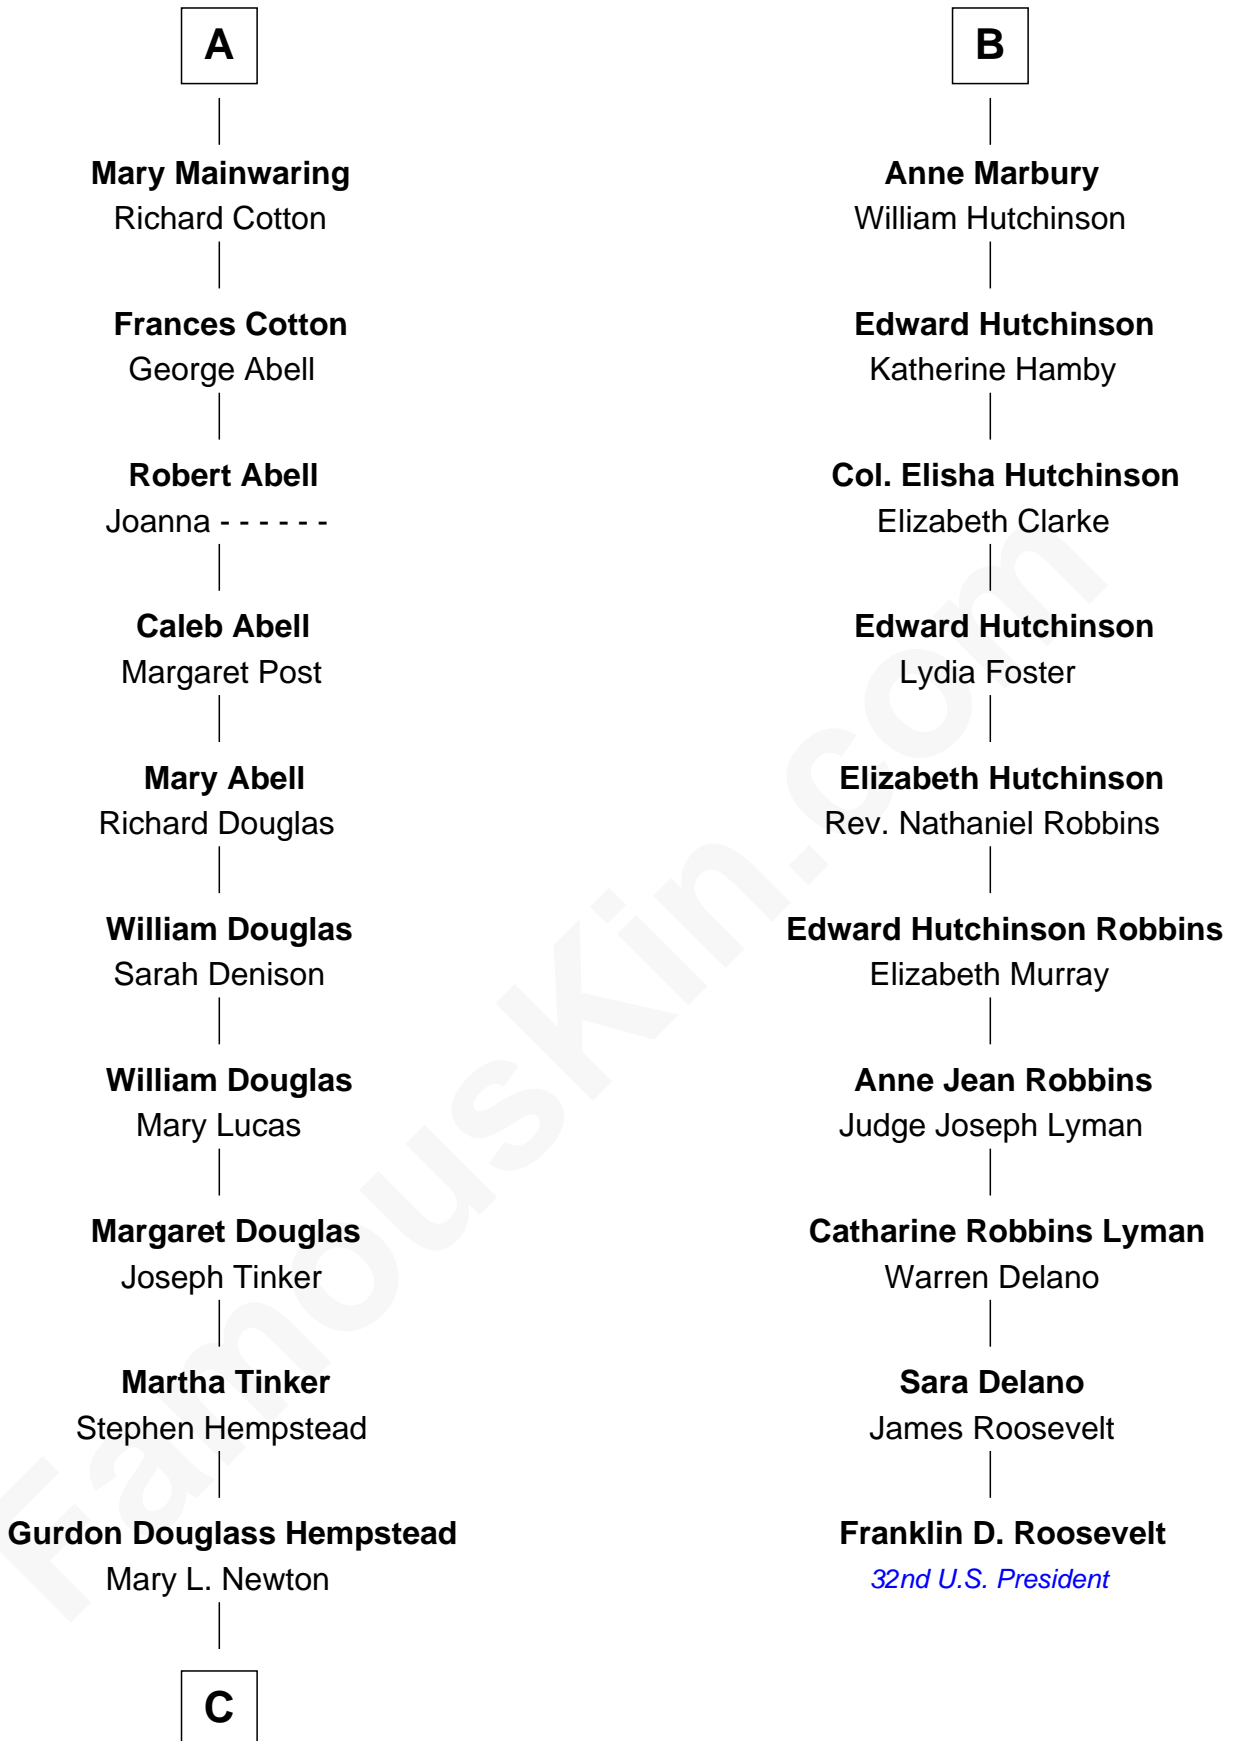 A
Mary Mainwaring
Richard Cotton
Frances Cotton
George Abell
Robert Abell
Joanna - - - - - -
Caleb Abell
Margaret Post
Mary Abell
Richard Douglas
William Douglas
Sarah Denison
William Douglas
Mary Lucas
Margaret Douglas
Joseph Tinker
Martha Tinker
Stephen Hempstead
Gurdon Douglass Hempstead
Mary L. Newton
C
B
Anne Marbury
William Hutchinson
Edward Hutchinson
Katherine Hamby
Col. Elisha Hutchinson
Elizabeth Clarke
Edward Hutchinson
Lydia Foster
Elizabeth Hutchinson
Rev. Nathaniel Robbins
Edward Hutchinson Robbins
Elizabeth Murray
Anne Jean Robbins
Judge Joseph Lyman
Catharine Robbins Lyman
Warren Delano
Sara Delano
James Roosevelt
Franklin D. Roosevelt
32nd U.S. President
FamousKin.com